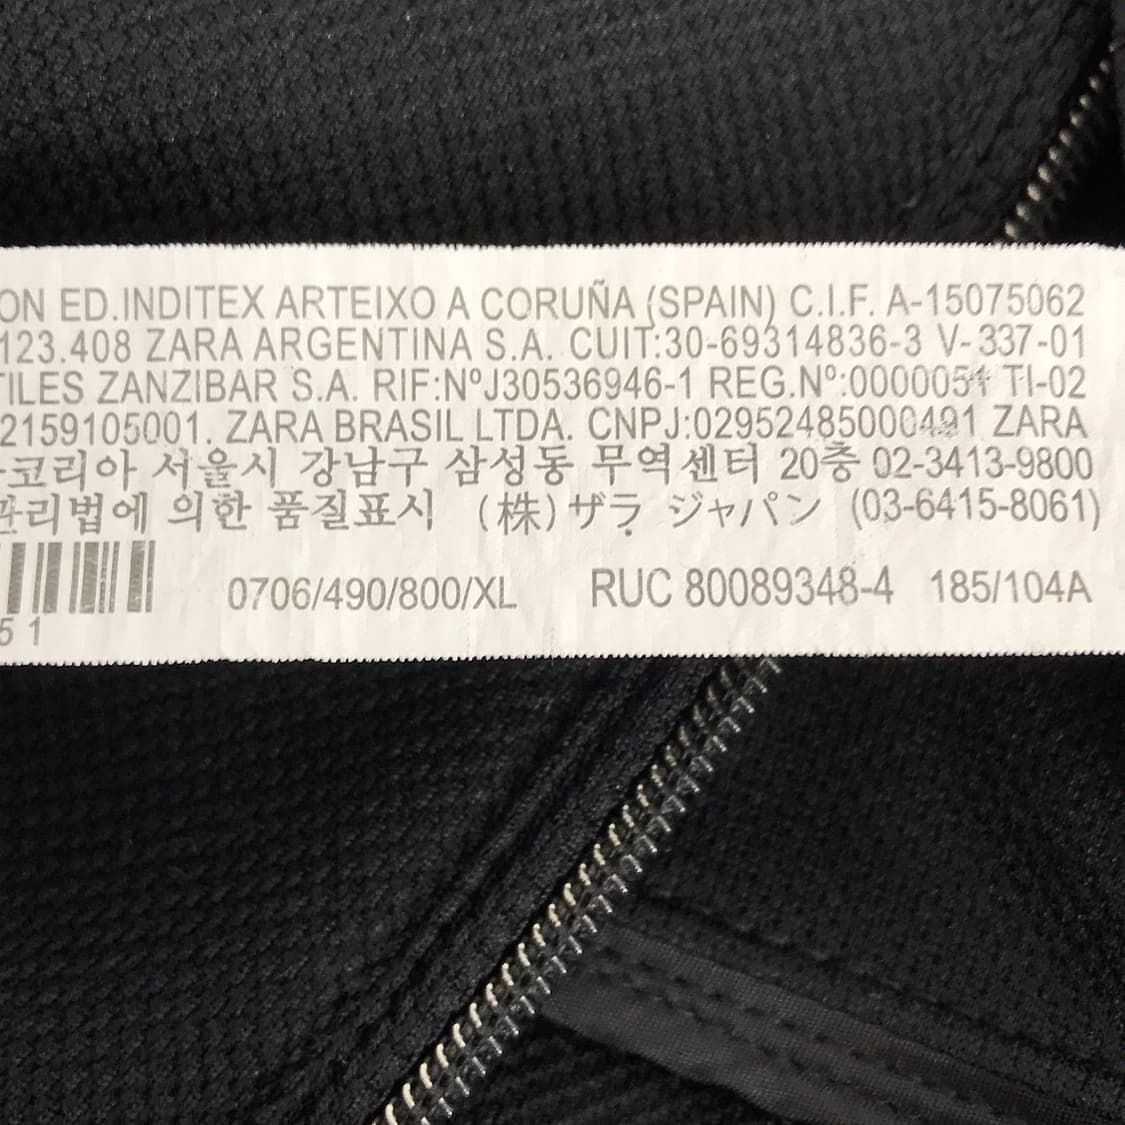 ON ED.INDITEX ARTEIXO A CORUÑA (SPAIN) C.I.F. A-15075062
123.408 ZARA ARGENTINA S.A. CUIT:30-69314836-3 V-337-01
TILES ZANZIBAR S.A. RIF:NºJ30536946-1 REG.Nº:0000051 TI-02
2159105001. ZARA BRASIL LTDA. CNPJ:02952485000491 ZARA
코리아 서울시 강남구 삼성동 무역센터 20층 02-3413-9800
관리법에 의한 품질표시 (株)ザラ ジャパン (03-6415-8061)
0706/490/800/XL RUC 80089348-4 185/104A
51